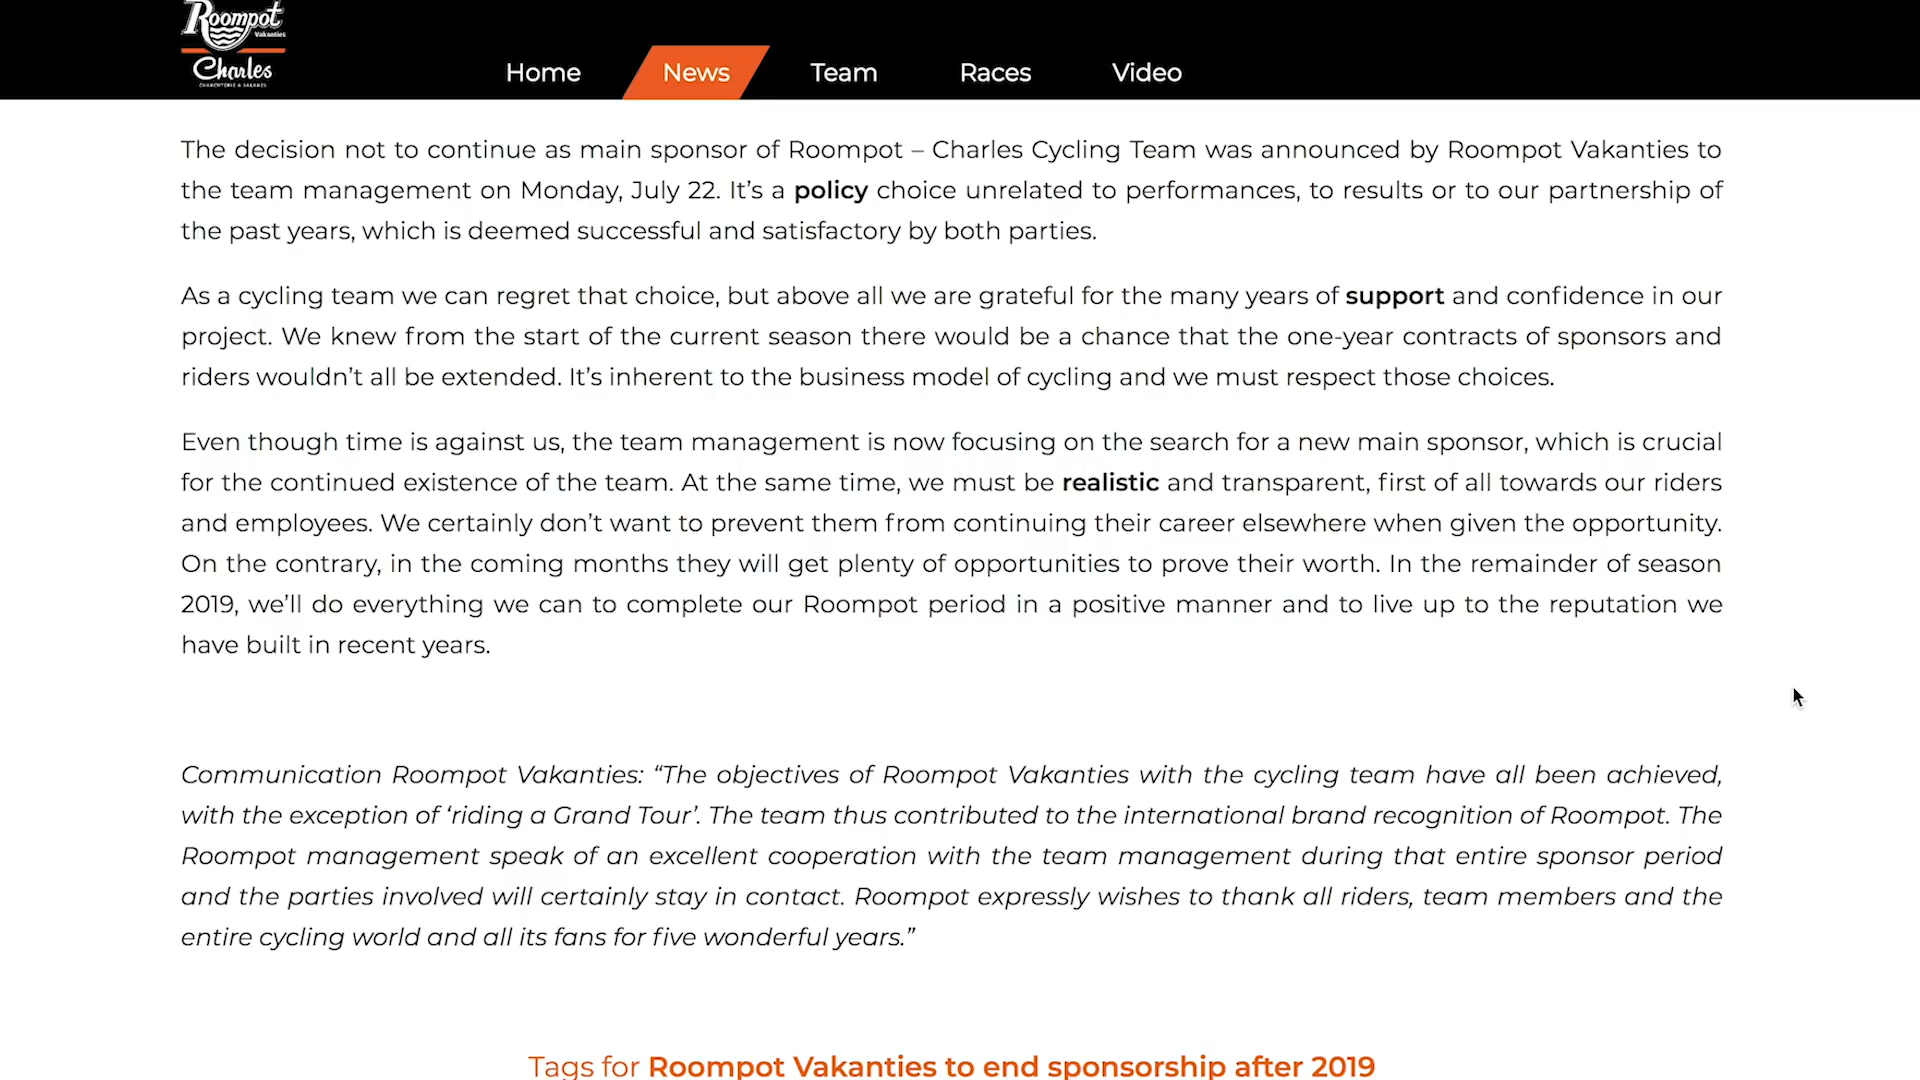 Roompot
Vakanties
Charles
CHARCUTERIE & SALADES
Home News Team Races Video
The decision not to continue as main sponsor of Roompot – Charles Cycling Team was announced by Roompot Vakanties to
the team management on Monday, July 22. It’s a policy choice unrelated to performances, to results or to our partnership of
the past years, which is deemed successful and satisfactory by both parties.
As a cycling team we can regret that choice, but above all we are grateful for the many years of support and confidence in our
project. We knew from the start of the current season there would be a chance that the one-year contracts of sponsors and
riders wouldn’t all be extended. It’s inherent to the business model of cycling and we must respect those choices.
Even though time is against us, the team management is now focusing on the search for a new main sponsor, which is crucial
for the continued existence of the team. At the same time, we must be realistic and transparent, first of all towards our riders
and employees. We certainly don’t want to prevent them from continuing their career elsewhere when given the opportunity.
On the contrary, in the coming months they will get plenty of opportunities to prove their worth. In the remainder of season
2019, we’ll do everything we can to complete our Roompot period in a positive manner and to live up to the reputation we
have built in recent years.
Communication Roompot Vakanties: “The objectives of Roompot Vakanties with the cycling team have all been achieved,
with the exception of ‘riding a Grand Tour’. The team thus contributed to the international brand recognition of Roompot. The
Roompot management speak of an excellent cooperation with the team management during that entire sponsor period
and the parties involved will certainly stay in contact. Roompot expressly wishes to thank all riders, team members and the
entire cycling world and all its fans for five wonderful years.”
Tags for Roompot Vakanties to end sponsorship after 2019